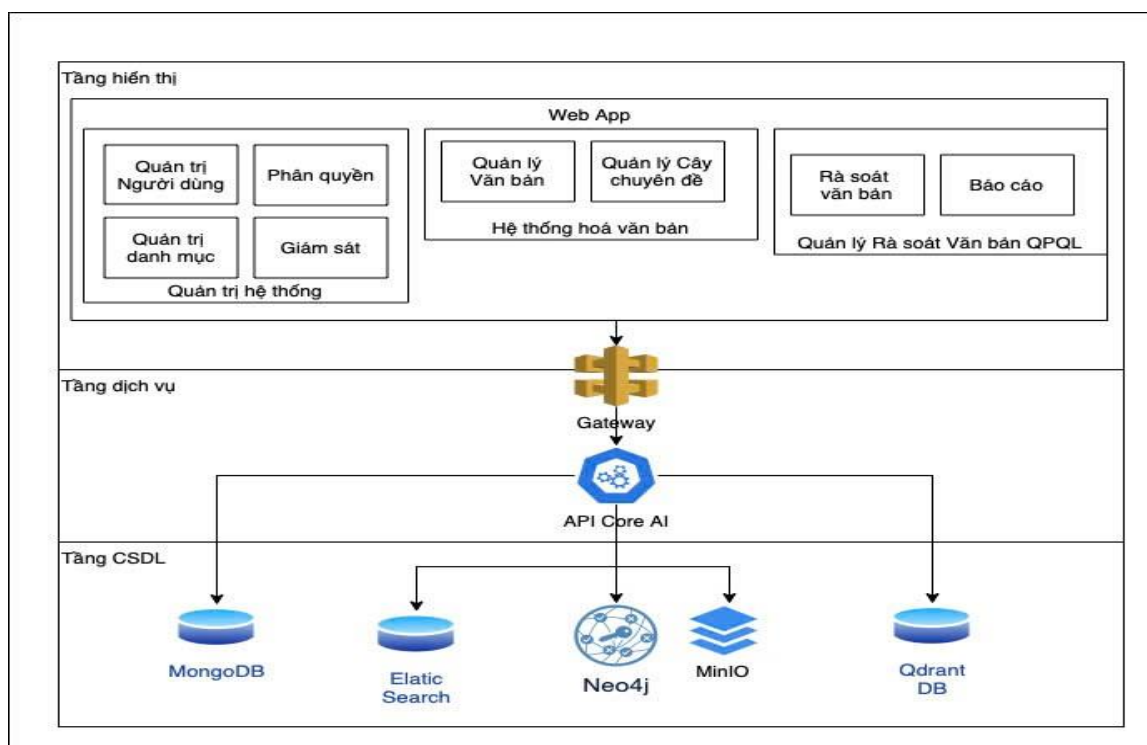 Tầng hiển thị
Web App
Quản trị
Người dùng
Phân quyền
Quản trị
danh mục
Giám sát
Quản trị hệ thống
Quản lý
Văn bản
Quản lý Cây
chuyên đề
Hệ thống hoá văn bản
Rà soát
văn bản
Báo cáo
Quản lý Rà soát Văn bản QPQL
Tầng dịch vụ
Gateway
API Core AI
Tầng CSDL
MongoDB
Elatic
Search
Neo4j
MinIO
Qdrant
DB